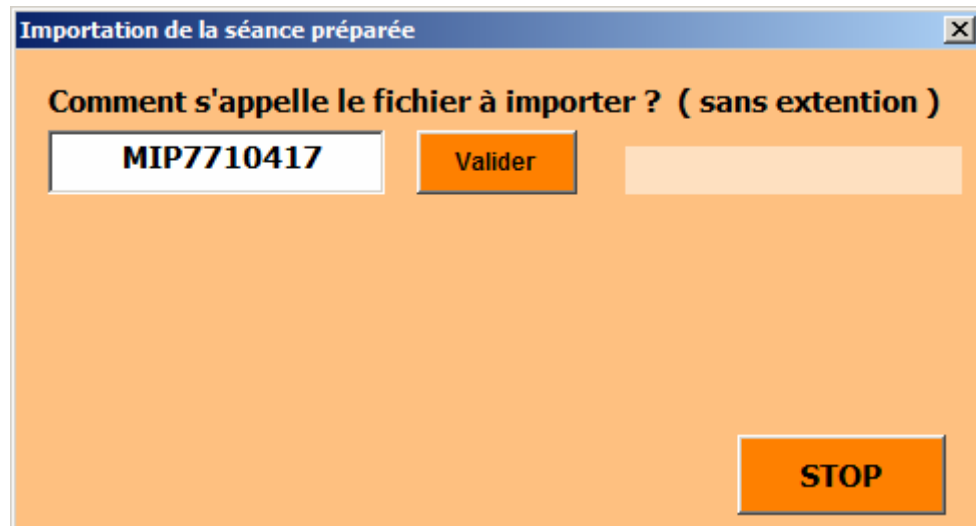 Importation de la séance préparée
Comment s'appelle le fichier à importer ? ( sans extention )
MIP7710417 Valider
STOP